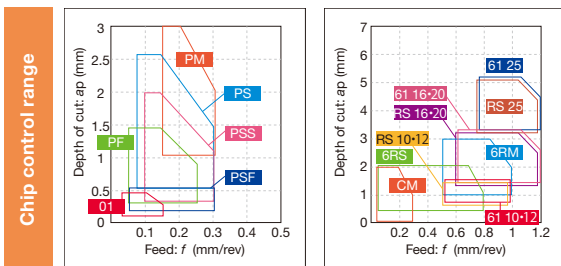 Chip control range
Depth of cut: ap (mm)
3
2.5
2
1.5
1
0.5
0
PM
PS
PSS
PF
PSF
01
0.1
0.2
0.3
0.4
0.5
Feed: f (mm/rev)
Depth of cut: ap (mm)
7
6
5
4
3
2
1
0
61 25
61 16•20
RS 25
RS 16•20
RS 10•12
6RS
6RM
CM
61 10•12
0.2
0.4
0.6
0.8
1.0
1.2
Feed: f (mm/rev)